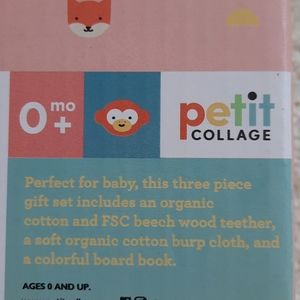 0 mo
+
petit
COLLAGE
Perfect for baby, this three piece
gift set includes an organic
cotton and FSC beech wood teether,
a soft organic cotton burp cloth, and
a colorful board book.
AGES 0 AND UP.